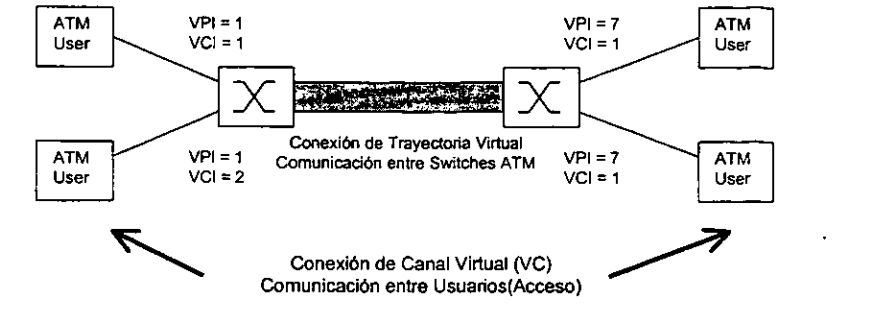 ATM
User
VPI = 1
VCI = 1
VPI = 7
VCI = 1
ATM
User
Conexión de Trayectoria Virtual
Comunicación entre Switches ATM
ATM
User
VPI = 1
VCI = 2
VPI = 7
VCI = 1
ATM
User
Conexión de Canal Virtual (VC)
Comunicación entre Usuarios(Acceso)